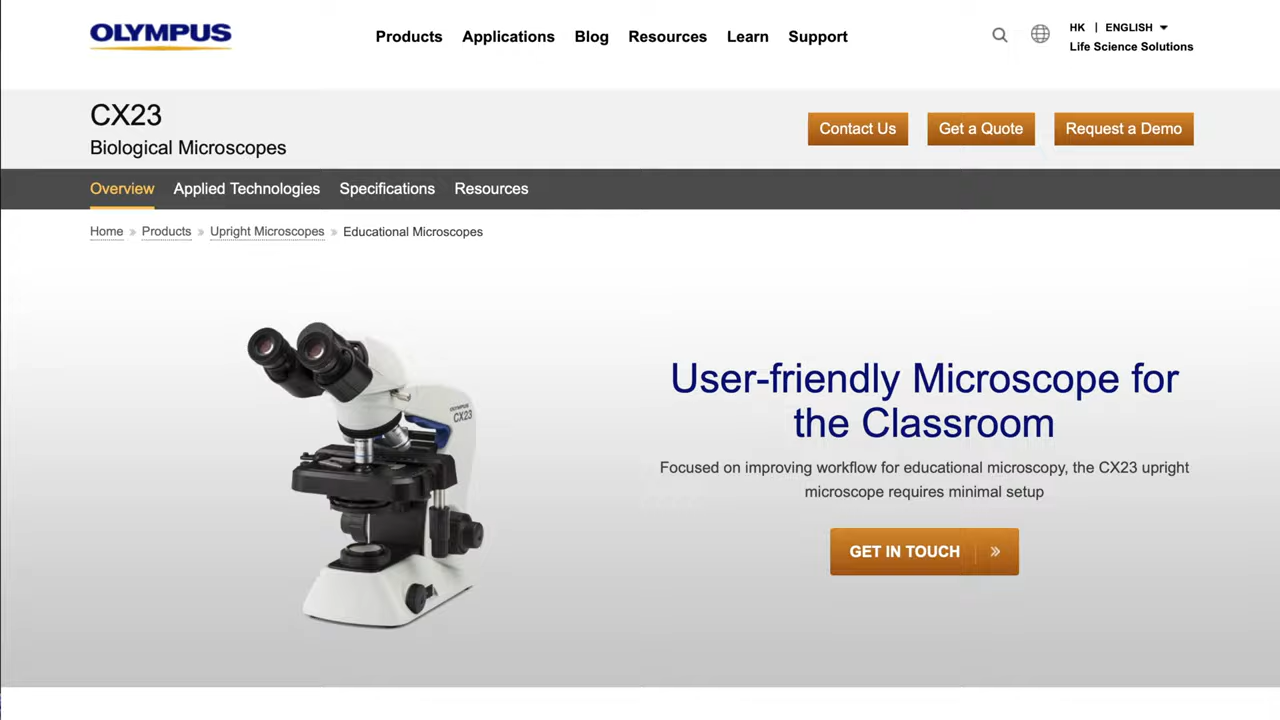 OLYMPUS
Products Applications Blog Resources Learn Support
HK | ENGLISH
Life Science Solutions
CX23
Biological Microscopes
Contact Us Get a Quote Request a Demo
Overview Applied Technologies Specifications Resources
Home » Products » Upright Microscopes » Educational Microscopes
OLYMPUS
CX23
User-friendly Microscope for
the Classroom
Focused on improving workflow for educational microscopy, the CX23 upright
microscope requires minimal setup
GET IN TOUCH »